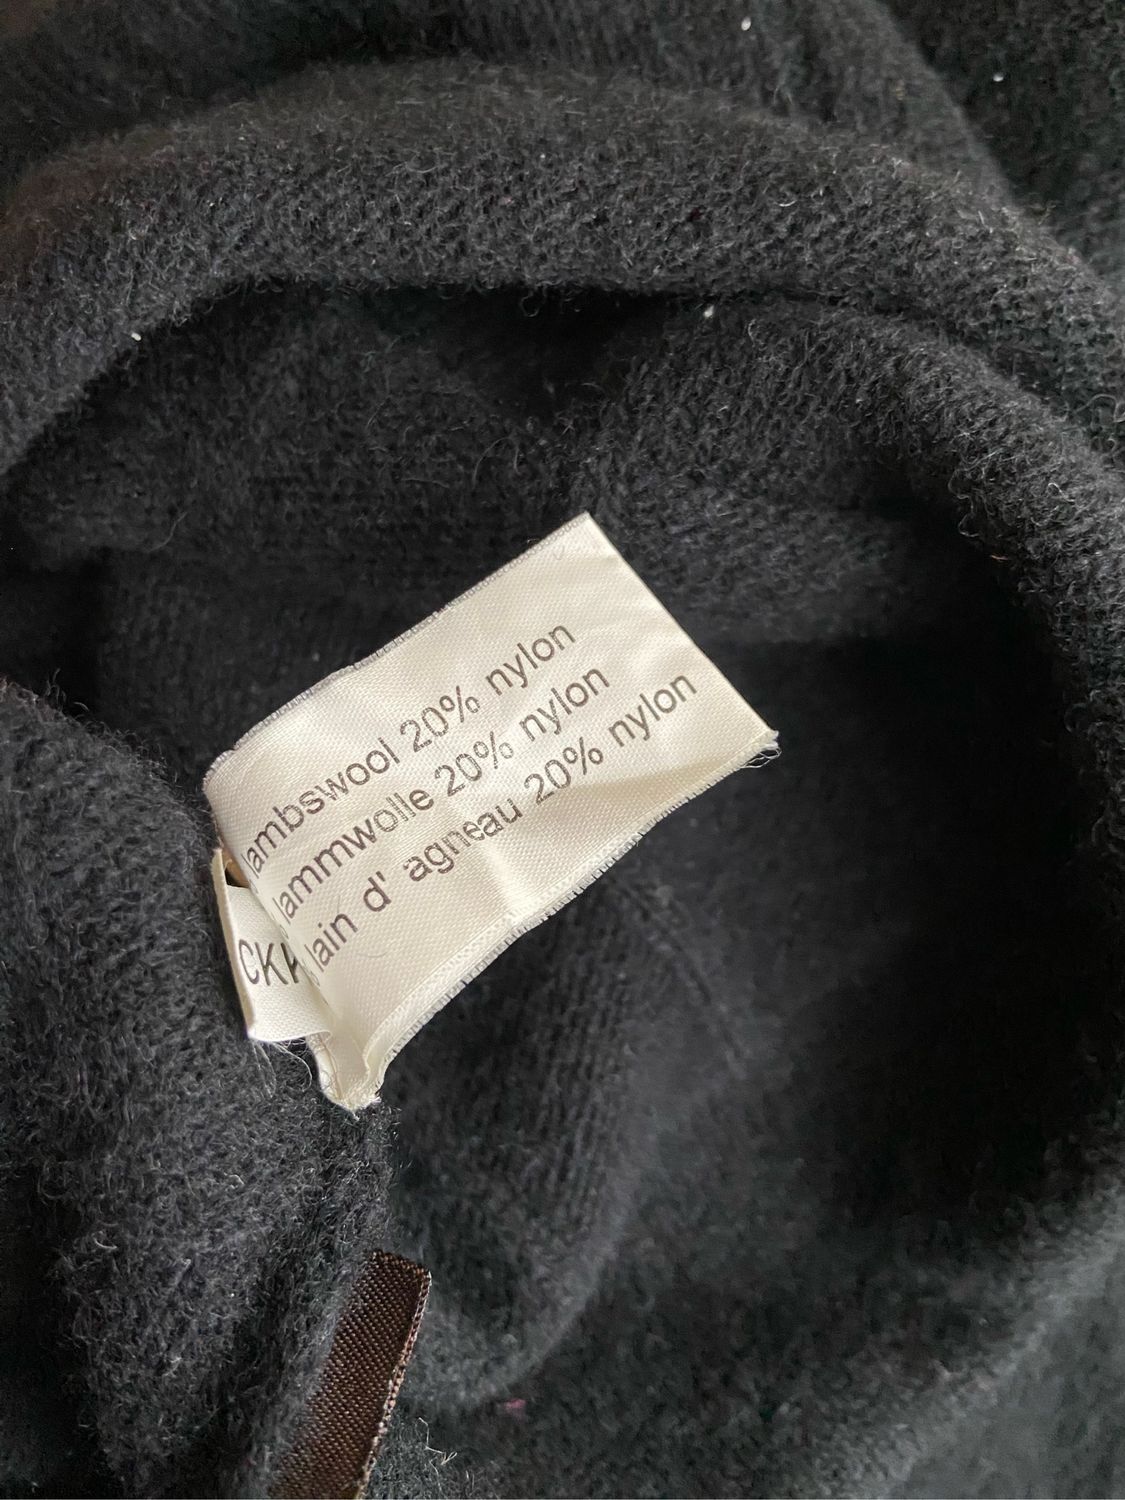 lambswool 20% nylon
lammwolle 20% nylon
lain d' agneau 20% nylon
CK